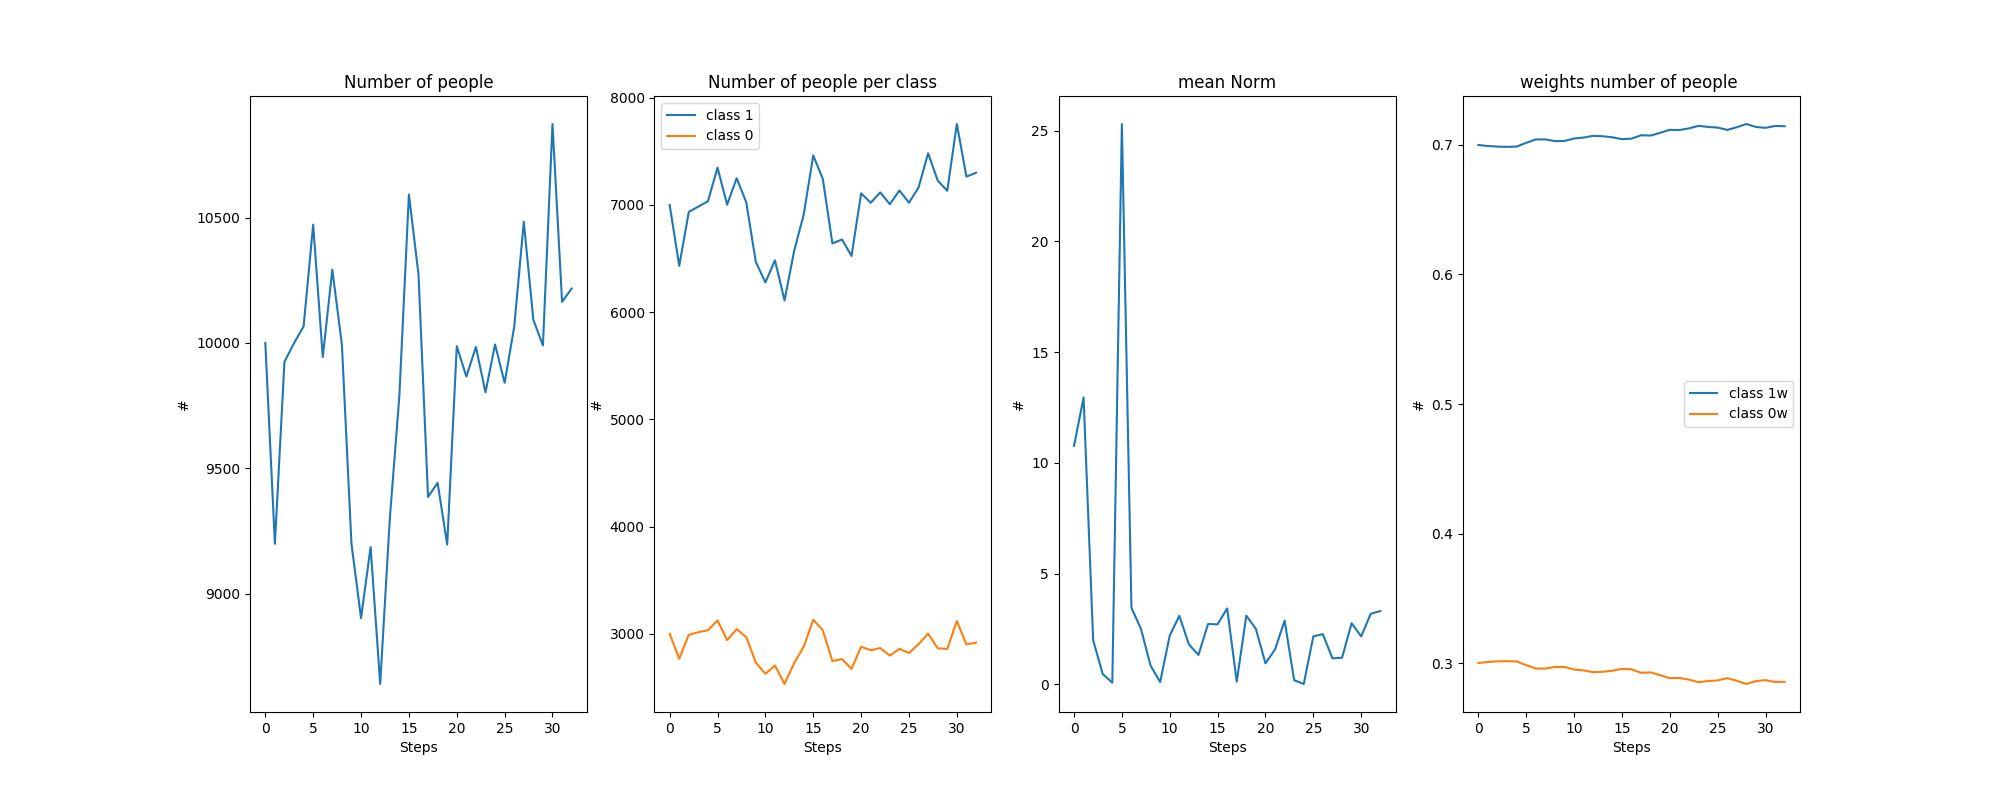 Number of people
10500
10000
9500
9000
#
0 5 10 15 20 25 30
Steps
Number of people per class
class 1
class 0
8000
7000
6000
5000
4000
3000
#
0 5 10 15 20 25 30
Steps
mean Norm
25
20
15
10
5
0
#
0 5 10 15 20 25 30
Steps
weights number of people
0.7
0.6
0.5
0.4
0.3
#
class 1w
class 0w
0 5 10 15 20 25 30
Steps